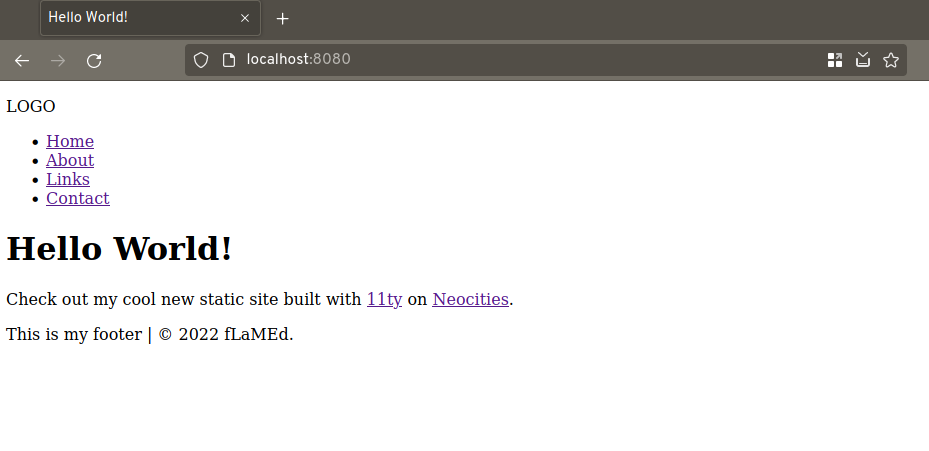 Hello World!
localhost:8080
LOGO
Home
About
Links
Contact
Hello World!
Check out my cool new static site built with 11ty on Neocities.
This is my footer | © 2022 fLaMEd.